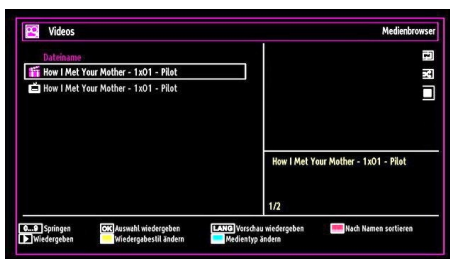 Videos
Medienbrowser
Dateiname
How I Met Your Mother - 1x01 - Pilot
How I Met Your Mother - 1x01 - Pilot
How I Met Your Mother - 1x01 - Pilot
1/2
0...9 Springen OK Auswahl wiedergeben LANG Vorschau wiedergeben Nach Namen sortieren
Wiedergeben Wiedergabestil ändern Medientyp ändern